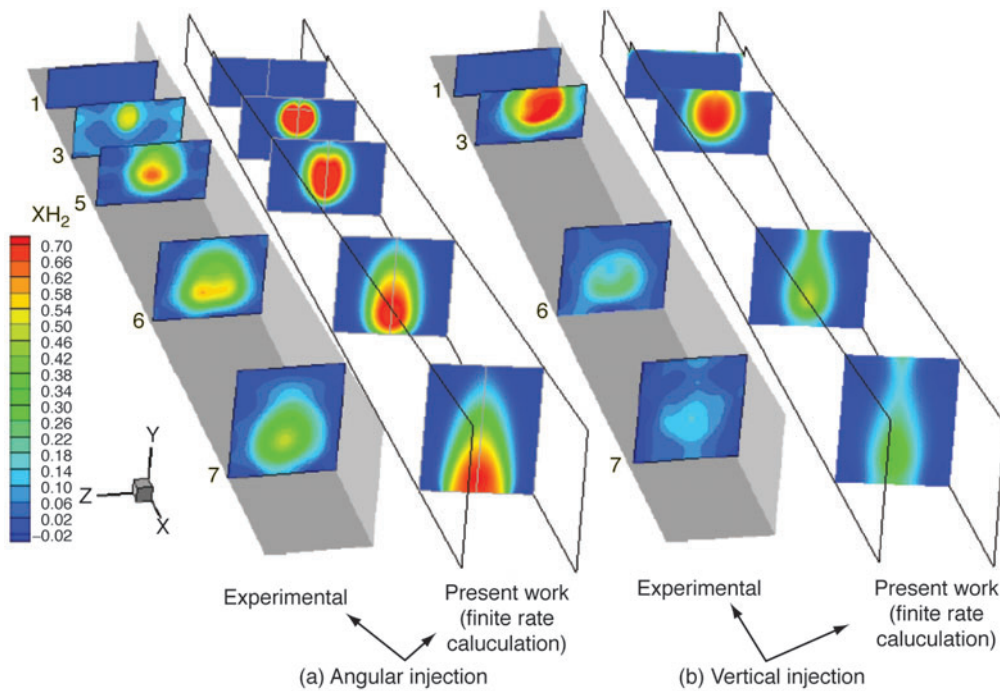 1
3
5
6
7
XH2
0.70
0.66
0.62
0.58
0.54
0.50
0.46
0.42
0.38
0.34
0.30
0.26
0.22
0.18
0.14
0.10
0.06
0.02
−0.02
Y
Z
X
1
3
6
7
Experimental
Present work
(finite rate
caluculation)
(a) Angular injection
Experimental
Present work
(finite rate
caluculation)
(b) Vertical injection